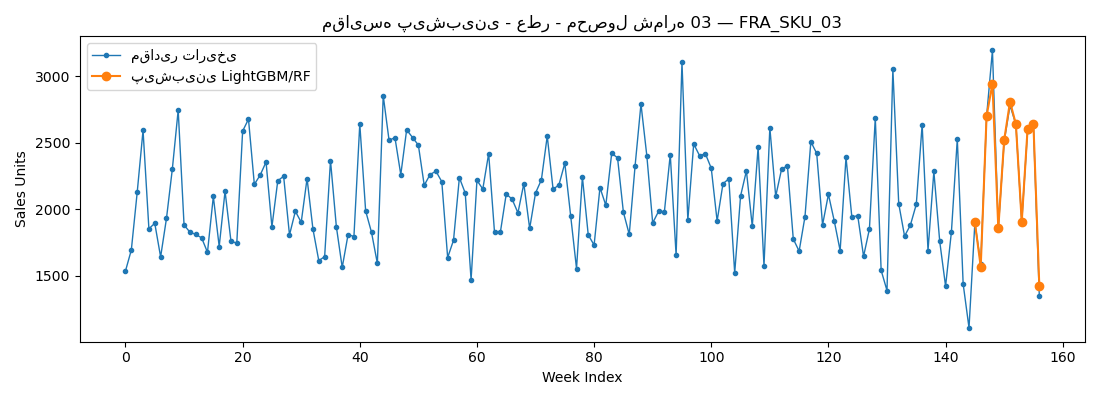 مقایسه پیش‌بینی - عطر - محصول شماره 03 — FRA_SKU_03
مقادیر تاریخی
پیش‌بینی LightGBM/RF
3000
2500
2000
1500
Sales Units
0 20 40 60 80 100 120 140 160
Week Index